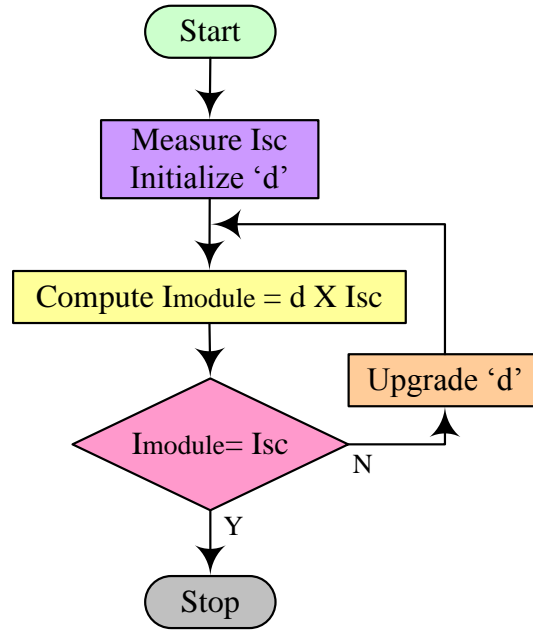 Start
Measure Isc
Initialize ‘d’
Compute Imodule = d X Isc
Upgrade ‘d’
Imodule= Isc
N
Y
Stop